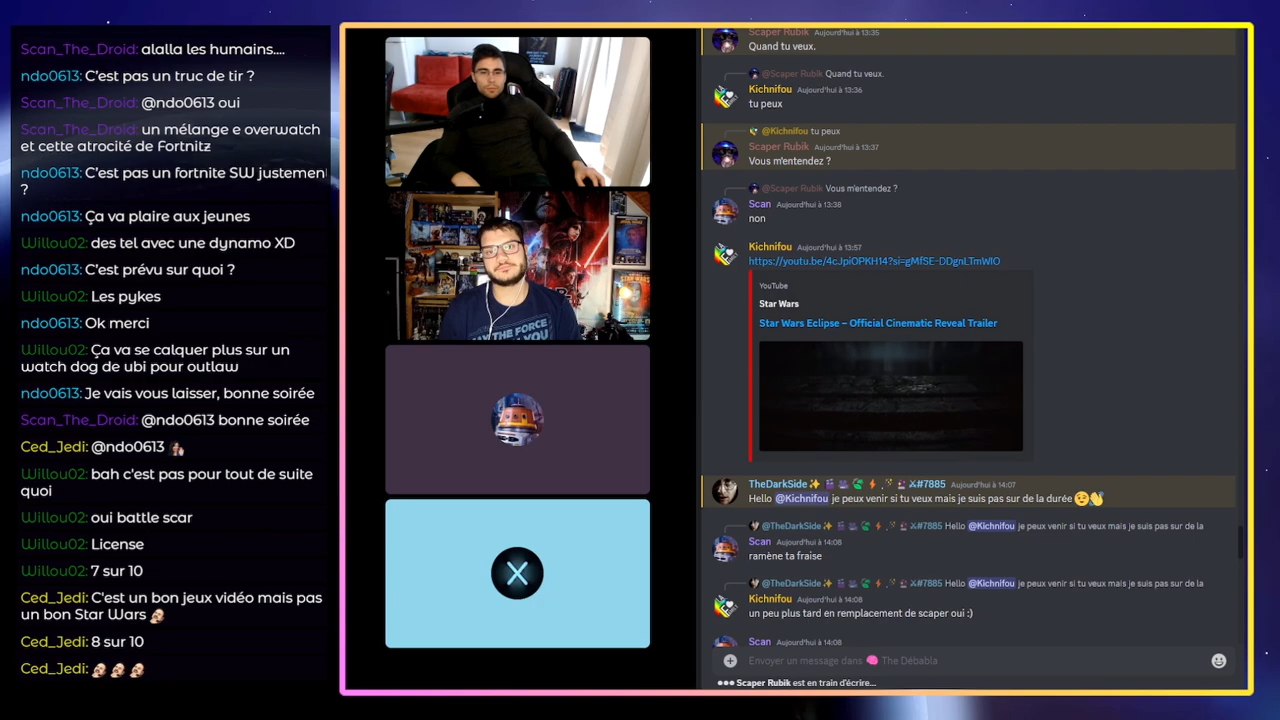 Scan_The_Droid: alalla les humains....
ndo0613: C'est pas un truc de tir ?
Scan_The_Droid: @ndo0613 oui
Scan_The_Droid: un mélange e overwatch
et cette atrocité de Fortnitz
ndo0613: C'est pas un fortnite SW justement
?
ndo0613: Ça va plaire aux jeunes
Willou02: des tel avec une dynamo XD
ndo0613: C'est prévu sur quoi ?
Willou02: Les pykes
ndo0613: Ok merci
Willou02: Ça va se calquer plus sur un
watch dog de ubi pour outlaw
ndo0613: Je vais vous laisser, bonne soirée
Scan_The_Droid: @ndo0613 bonne soirée
Ced_Jedi: @ndo0613
Willou02: bah c'est pas pour tout de suite
quoi
Willou02: oui battle scar
Willou02: License
Willou02: 7 sur 10
Ced_Jedi: C'est un bon jeux vidéo mais pas
un bon Star Wars
Ced_Jedi: 8 sur 10
Ced_Jedi:
Scaper Rubik Aujourd'hui à 13:35
Quand tu veux.
@Scaper Rubik Quand tu veux.
Kichnifou Aujourd'hui à 13:36
tu peux
@Kichnifou tu peux
Scaper Rubik Aujourd'hui à 13:37
Vous m'entendez ?
@Scaper Rubik Vous m'entendez ?
Scan Aujourd'hui à 13:38
non
Kichnifou Aujourd'hui à 13:57
https://youtu.be/4cJpiOPKH14?si=gMfSE-DDgnLTmWIO
YouTube
Star Wars
Star Wars Eclipse – Official Cinematic Reveal Trailer
TheDarkSide #7885 Aujourd'hui à 14:07
Hello @Kichnifou je peux venir si tu veux mais je suis pas sur de la durée
@TheDarkSide #7885 Hello @Kichnifou je peux venir si tu veux mais je suis pas sur de la
Scan Aujourd'hui à 14:08
ramène ta fraise
@TheDarkSide #7885 Hello @Kichnifou je peux venir si tu veux mais je suis pas sur de la
Kichnifou Aujourd'hui à 14:08
un peu plus tard en remplacement de scaper oui :)
Scan Aujourd'hui à 14:08
Envoyer un message dans The Débabla
Scaper Rubik est en train d'écrire...